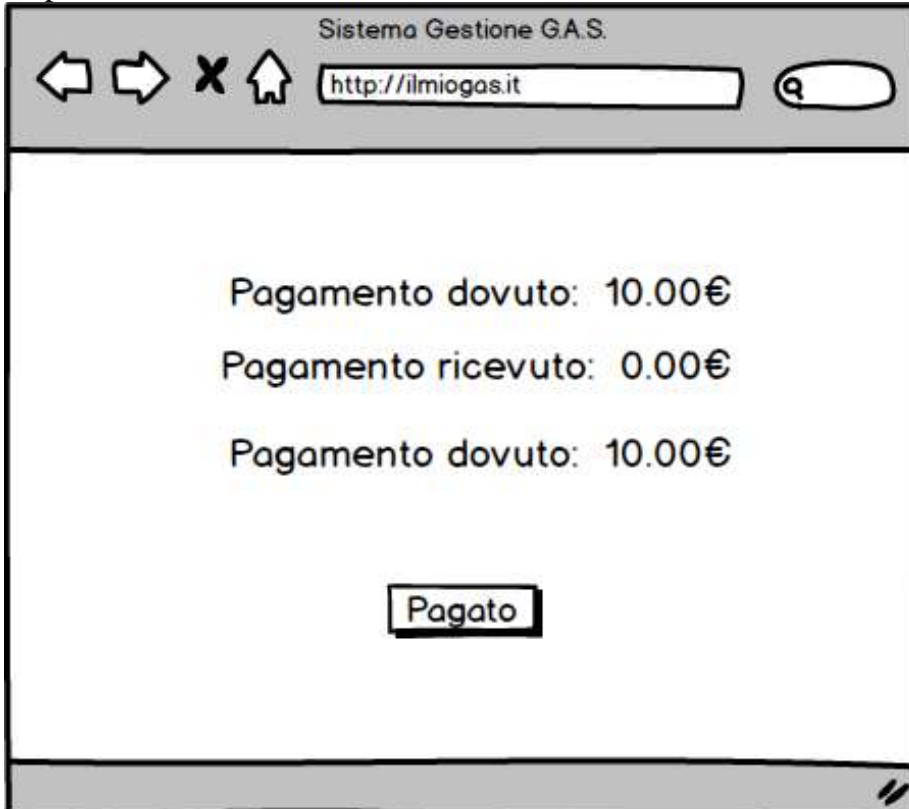 Sistema Gestione G.A.S.
http://ilmiogas.it
Pagamento dovuto: 10.00€
Pagamento ricevuto: 0.00€
Pagamento dovuto: 10.00€
Pagato